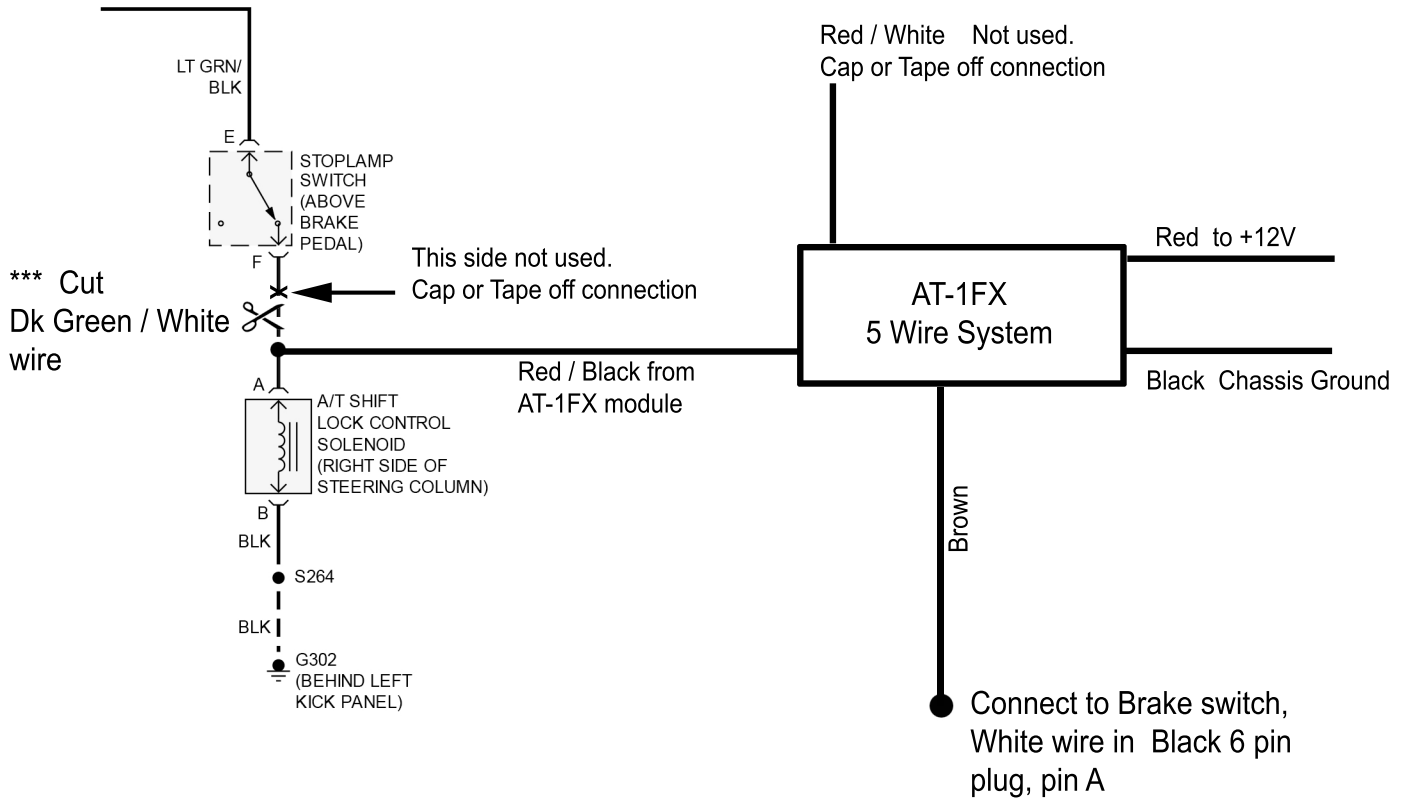 LT GRN/
BLK
E
STOPLAMP
SWITCH
(ABOVE
BRAKE
PEDAL)
F
*** Cut
Dk Green / White
wire
This side not used.
Cap or Tape off connection
A
A/T SHIFT
LOCK CONTROL
SOLENOID
(RIGHT SIDE OF
STEERING COLUMN)
B
BLK
S264
BLK
G302
(BEHIND LEFT
KICK PANEL)
Red / Black from
AT-1FX module
Red / White Not used.
Cap or Tape off connection
AT-1FX
5 Wire System
Red to +12V
Black Chassis Ground
Brown
Connect to Brake switch,
White wire in Black 6 pin
plug, pin A